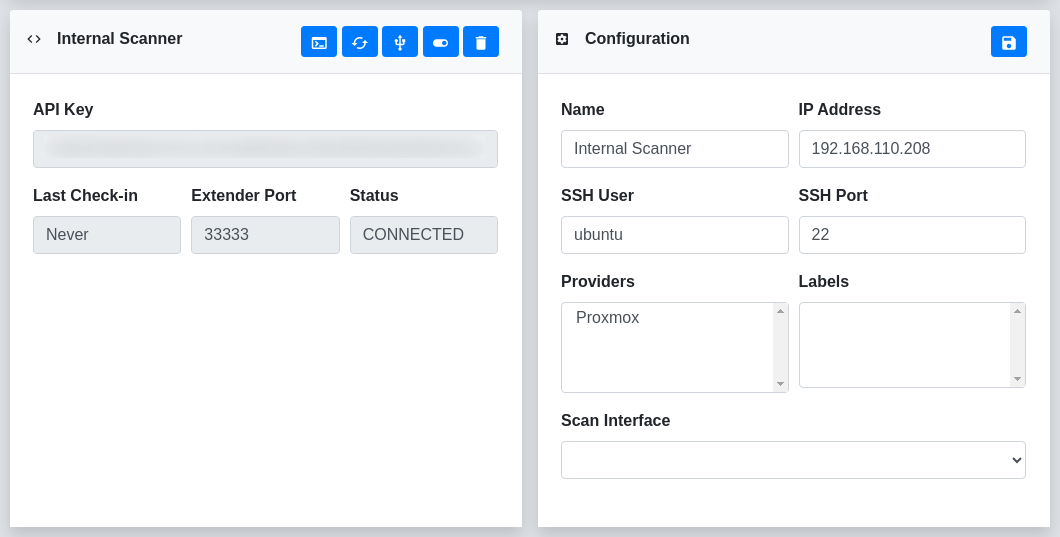 Internal Scanner
API Key
Last Check-in Extender Port Status
Never 33333 CONNECTED
Configuration
Name IP Address
Internal Scanner 192.168.110.208
SSH User SSH Port
ubuntu 22
Providers Labels
Proxmox
Scan Interface